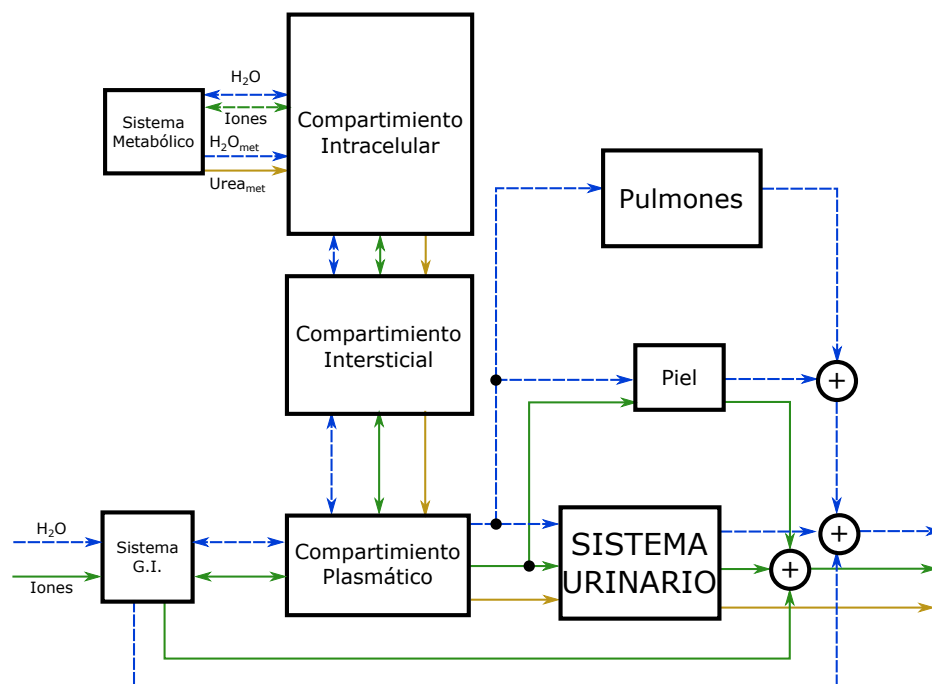 H₂O
Iones
Sistema
Metabólico
H₂Omet
Ureamet
Compartimiento
Intracelular
Pulmones
Compartimiento
Intersticial
Piel
+
H₂O
Iones
Sistema
G.I.
Compartimiento
Plasmático
SISTEMA
URINARIO
+
+